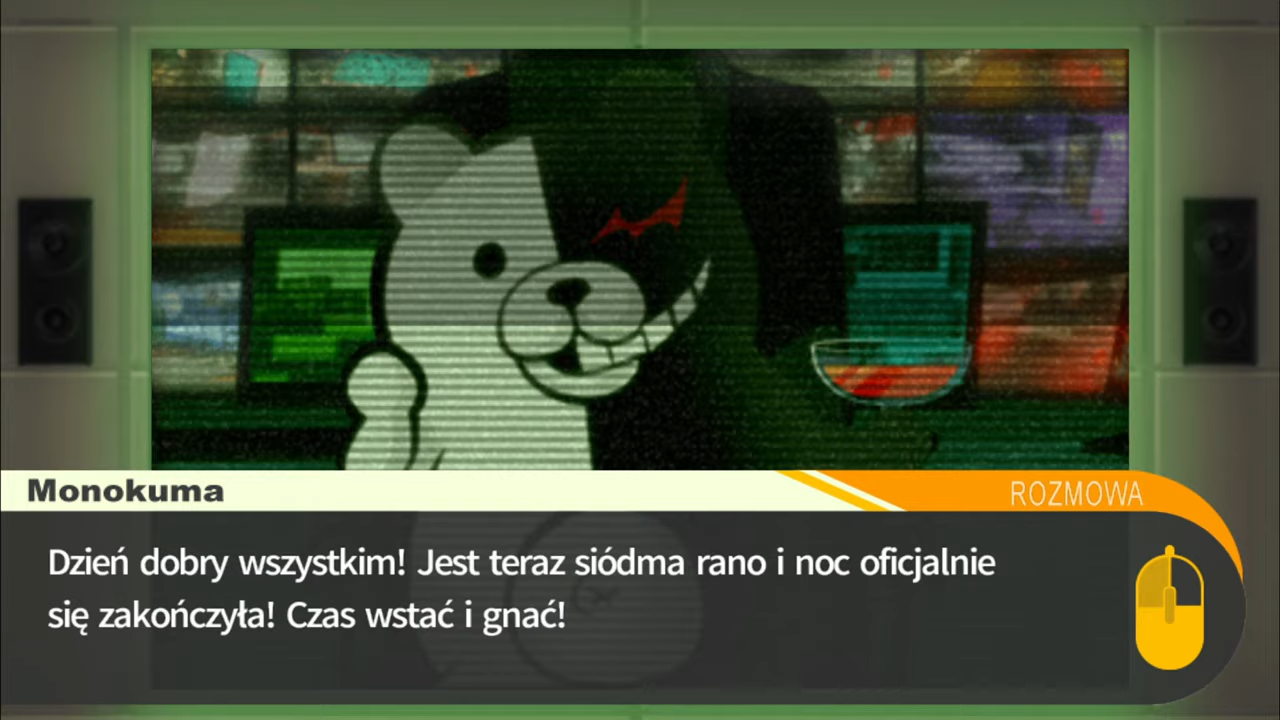 Monokuma
ROZMOWA
Dzień dobry wszystkim! Jest teraz siódma rano i noc oficjalnie
się zakończyła! Czas wstać i gnać!